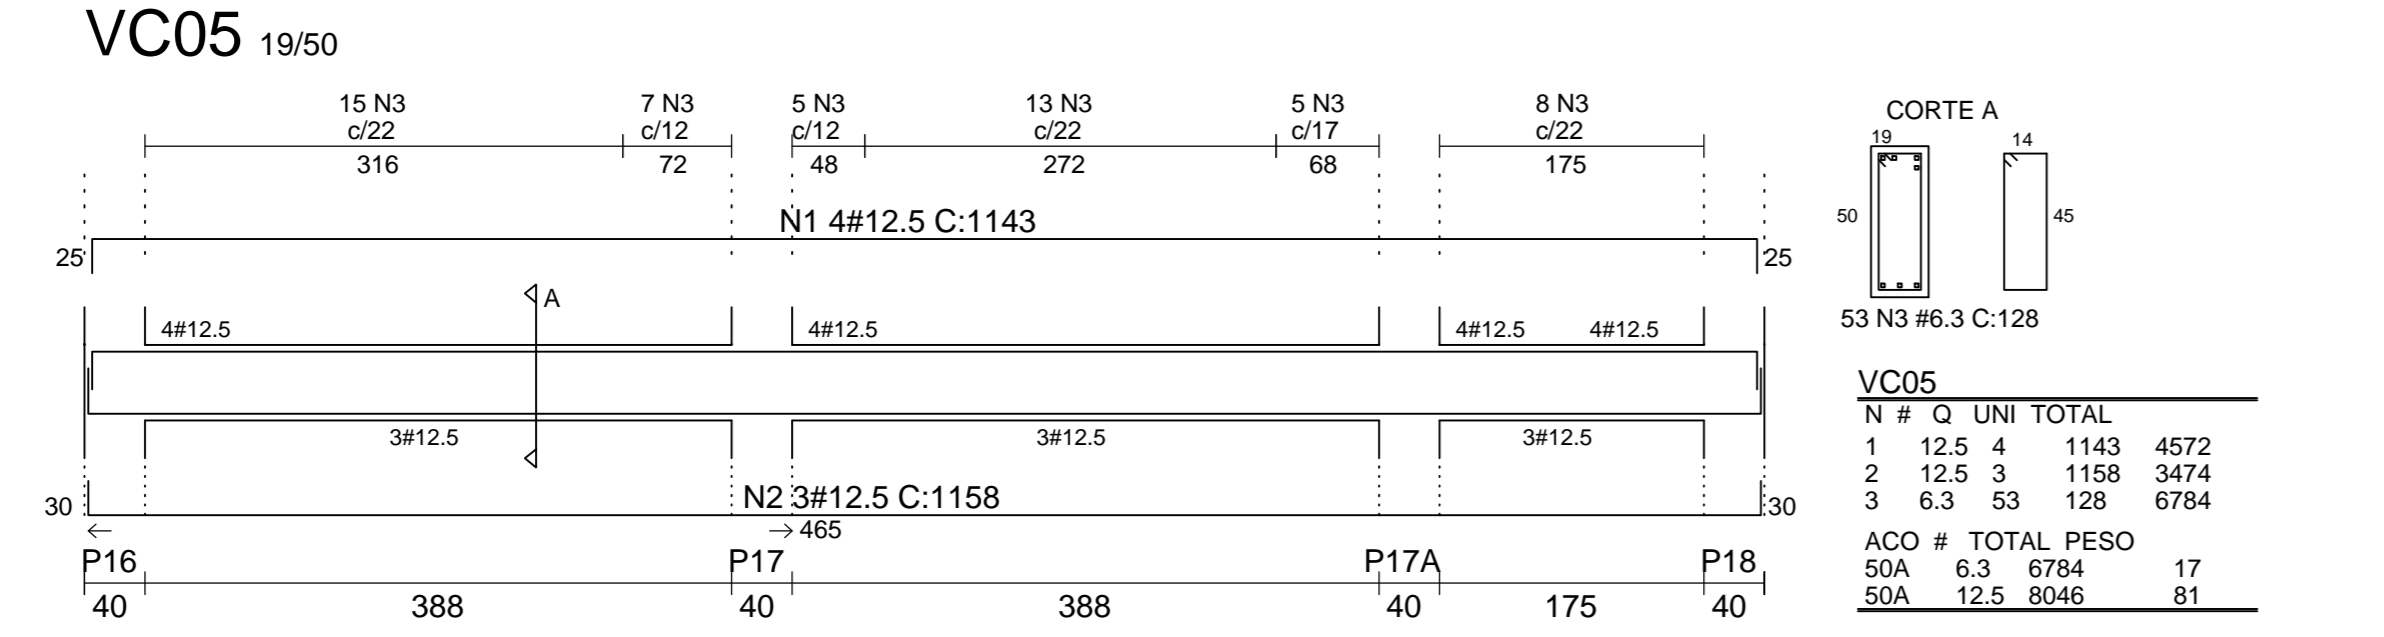 VC05 19/50
15 N3 7 N3 5 N3 13 N3 5 N3 8 N3
c/22 c/12 c/12 c/22 c/17 c/22
316 72 48 272 68 175
N1 4#12.5 C:1143
25 25
A
4#12.5 4#12.5 4#12.5 4#12.5
3#12.5 3#12.5 3#12.5
N2 3#12.5 C:1158
30 30
465
P16 P17 P17A P18
40 388 40 388 40 175 40
CORTE A
19 14
50 45
53 N3 #6.3 C:128
VC05
N # Q UNI TOTAL
1 12.5 4 1143 4572
2 12.5 3 1158 3474
3 6.3 53 128 6784
ACO # TOTAL PESO
50A 6.3 6784 17
50A 12.5 8046 81